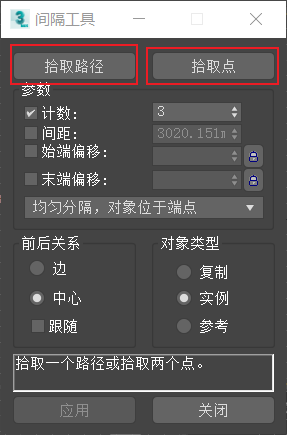 间隔工具
拾取路径 拾取点
参数
计数: 3
间距: 3020.151m
始端偏移:
末端偏移:
均匀分隔，对象位于端点
前后关系 对象类型
边 复制
中心 实例
跟随 参考
拾取一个路径或拾取两个点。
应用 关闭